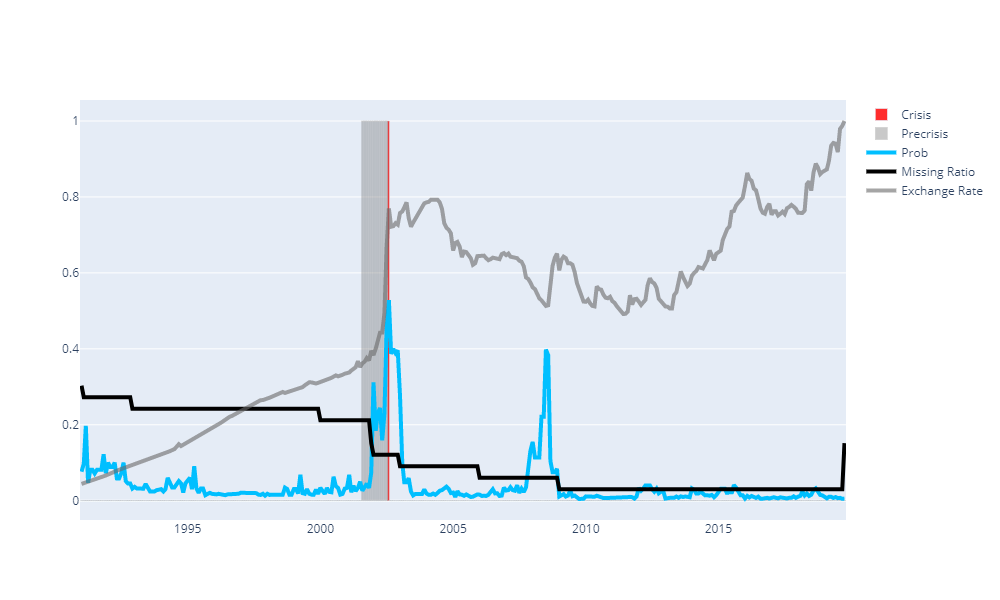 1
0.8
0.6
0.4
0.2
0
1995
2000
2005
2010
2015
Crisis
Precrisis
Prob
Missing Ratio
Exchange Rate